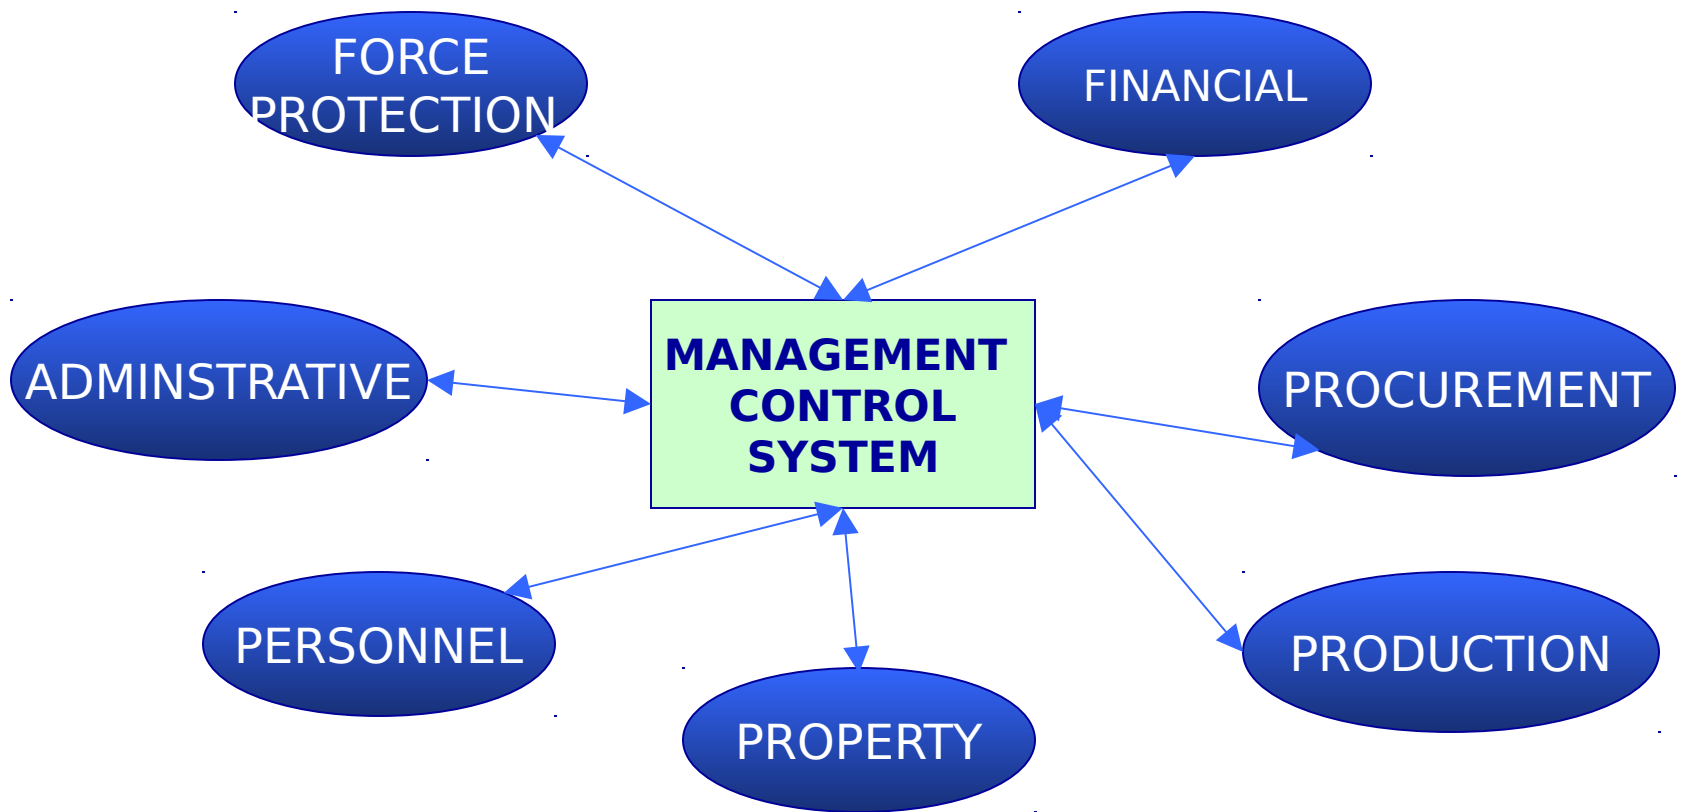 FORCE
PROTECTION
FINANCIAL
ADMINSTRATIVE
MANAGEMENT
CONTROL
SYSTEM
PROCUREMENT
PERSONNEL
PROPERTY
PRODUCTION